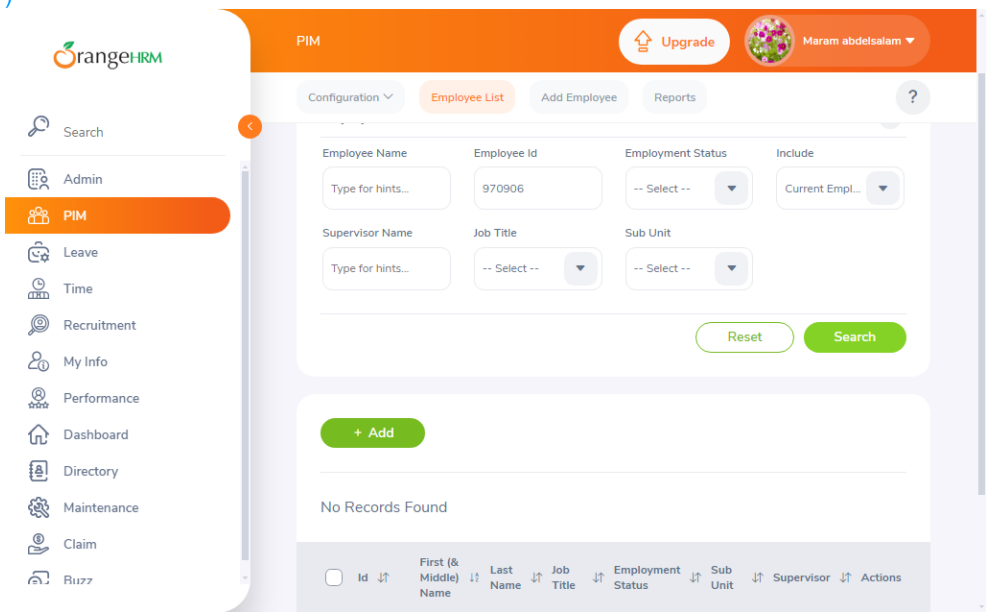 )
OrangeHRM
PIM
Upgrade
Maram abdelsalam
Configuration
Employee List
Add Employee
Reports
?
Search
Admin
PIM
Leave
Time
Recruitment
My Info
Performance
Dashboard
Directory
Maintenance
Claim
Buzz
Employee Name
Employee Id
Employment Status
Include
Type for hints...
970906
-- Select --
Current Empl...
Supervisor Name
Job Title
Sub Unit
Type for hints...
-- Select --
-- Select --
Reset
Search
+ Add
No Records Found
Id
First (& Middle) Name
Last Name
Job Title
Employment Status
Sub Unit
Supervisor
Actions